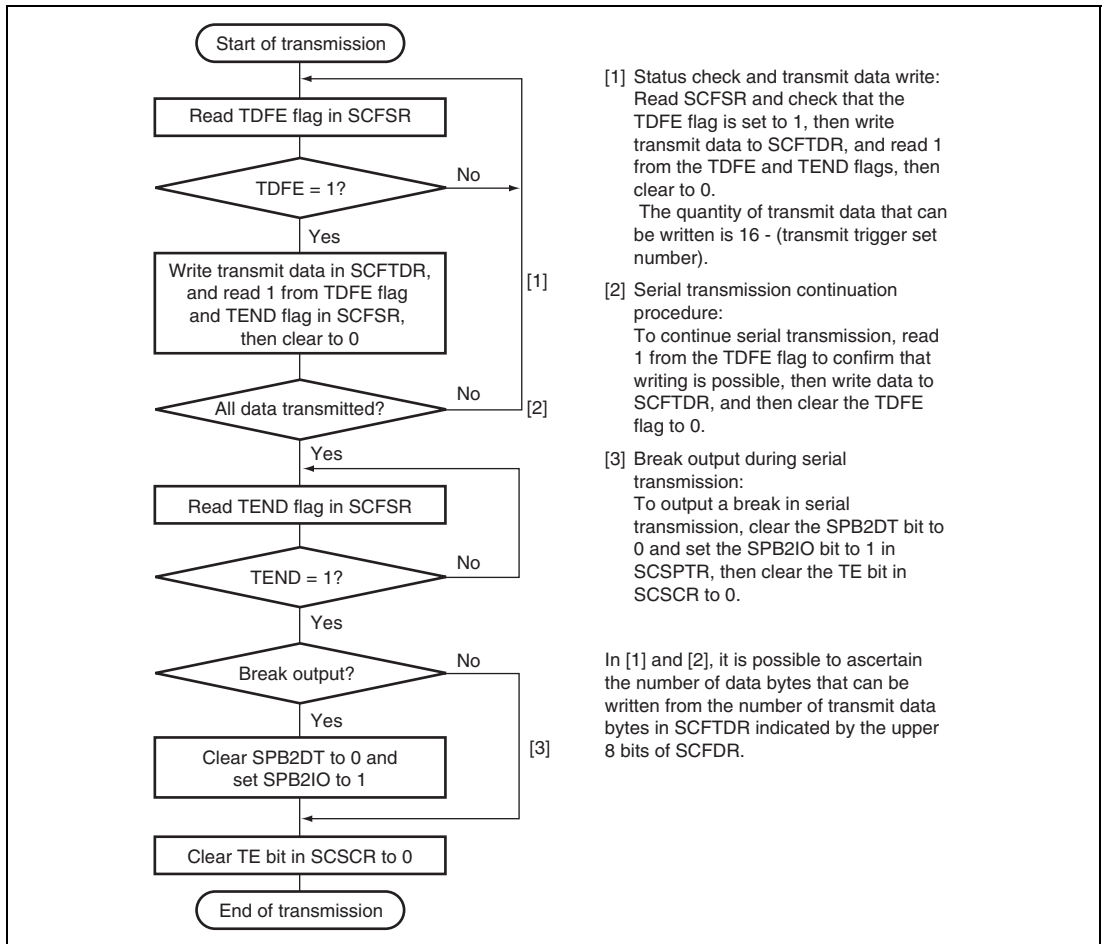 Start of transmission
Read TDFE flag in SCFSR
TDFE = 1?
No
Yes
Write transmit data in SCFTDR,
and read 1 from TDFE flag
and TEND flag in SCFSR,
then clear to 0
[1]
All data transmitted?
No
[2]
Yes
Read TEND flag in SCFSR
TEND = 1?
No
Yes
Break output?
No
Yes
Clear SPB2DT to 0 and
set SPB2IO to 1
[3]
Clear TE bit in SCSCR to 0
End of transmission
[1] Status check and transmit data write:
Read SCFSR and check that the
TDFE flag is set to 1, then write
transmit data to SCFTDR, and read 1
from the TDFE and TEND flags, then
clear to 0.
The quantity of transmit data that can
be written is 16 - (transmit trigger set
number).
[2] Serial transmission continuation
procedure:
To continue serial transmission, read
1 from the TDFE flag to confirm that
writing is possible, then write data to
SCFTDR, and then clear the TDFE
flag to 0.
[3] Break output during serial
transmission:
To output a break in serial
transmission, clear the SPB2DT bit to
0 and set the SPB2IO bit to 1 in
SCSPTR, then clear the TE bit in
SCSCR to 0.
In [1] and [2], it is possible to ascertain
the number of data bytes that can be
written from the number of transmit data
bytes in SCFTDR indicated by the upper
8 bits of SCFDR.